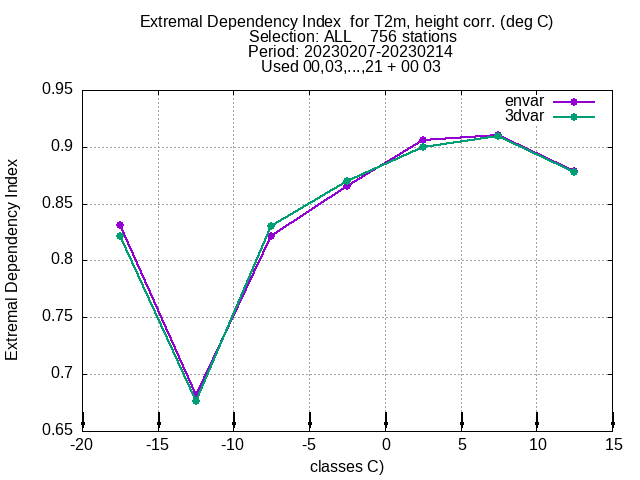 Extremal Dependency Index  for T2m, height corr. (deg C)
Selection: ALL    756 stations
Period: 20230207-20230214
Used 00,03,...,21 + 00 03
envar
3dvar
Extremal Dependency Index
0.95
0.9
0.85
0.8
0.75
0.7
0.65
-20 -15 -10 -5 0 5 10 15
classes C)